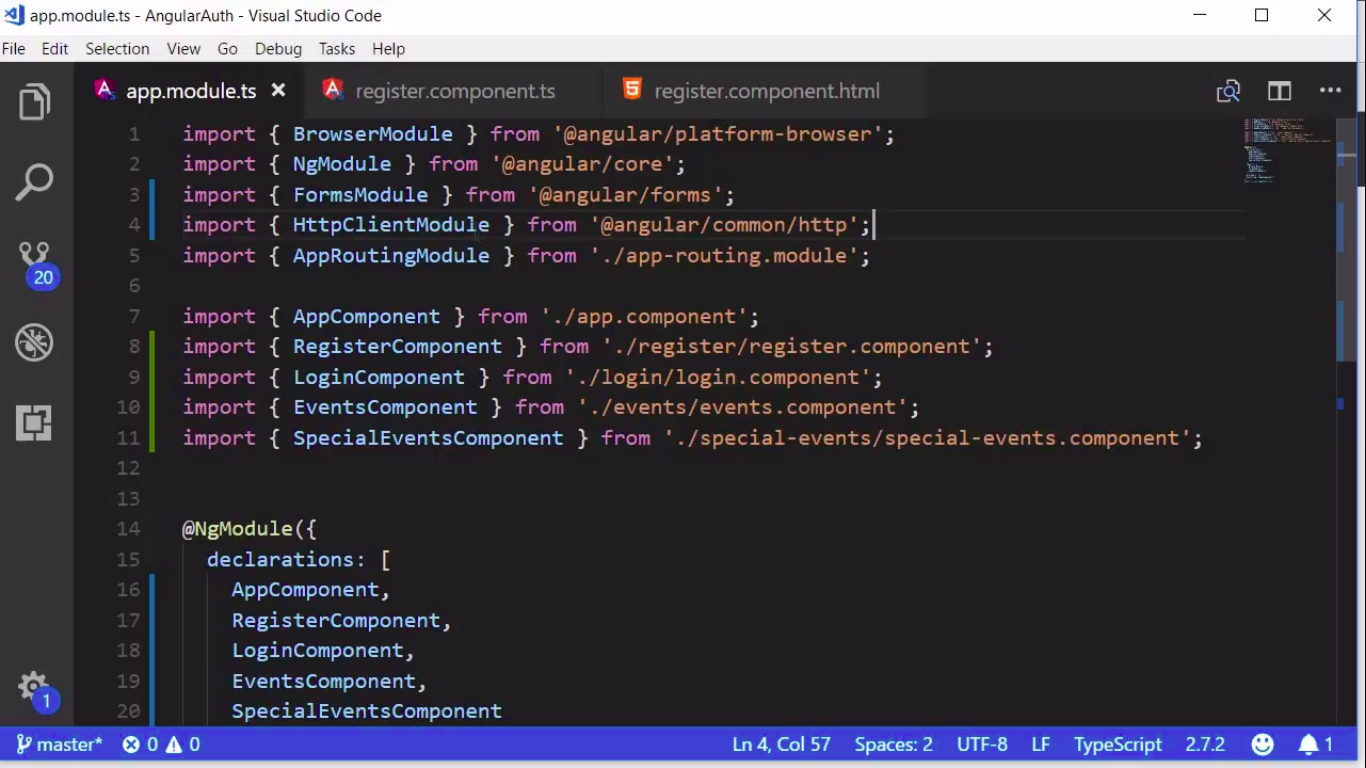 app.module.ts - AngularAuth - Visual Studio Code
File Edit Selection View Go Debug Tasks Help
app.module.ts register.component.ts register.component.html
1 import { BrowserModule } from '@angular/platform-browser';
2 import { NgModule } from '@angular/core';
3 import { FormsModule } from '@angular/forms';
4 import { HttpClientModule } from '@angular/common/http';
5 import { AppRoutingModule } from './app-routing.module';
6
7 import { AppComponent } from './app.component';
8 import { RegisterComponent } from './register/register.component';
9 import { LoginComponent } from './login/login.component';
10 import { EventsComponent } from './events/events.component';
11 import { SpecialEventsComponent } from './special-events/special-events.component';
12
13
14 @NgModule({
15 declarations: [
16 AppComponent,
17 RegisterComponent,
18 LoginComponent,
19 EventsComponent,
20 SpecialEventsComponent
20
1
master* 0 0 Ln 4, Col 57 Spaces: 2 UTF-8 LF TypeScript 2.7.2 1